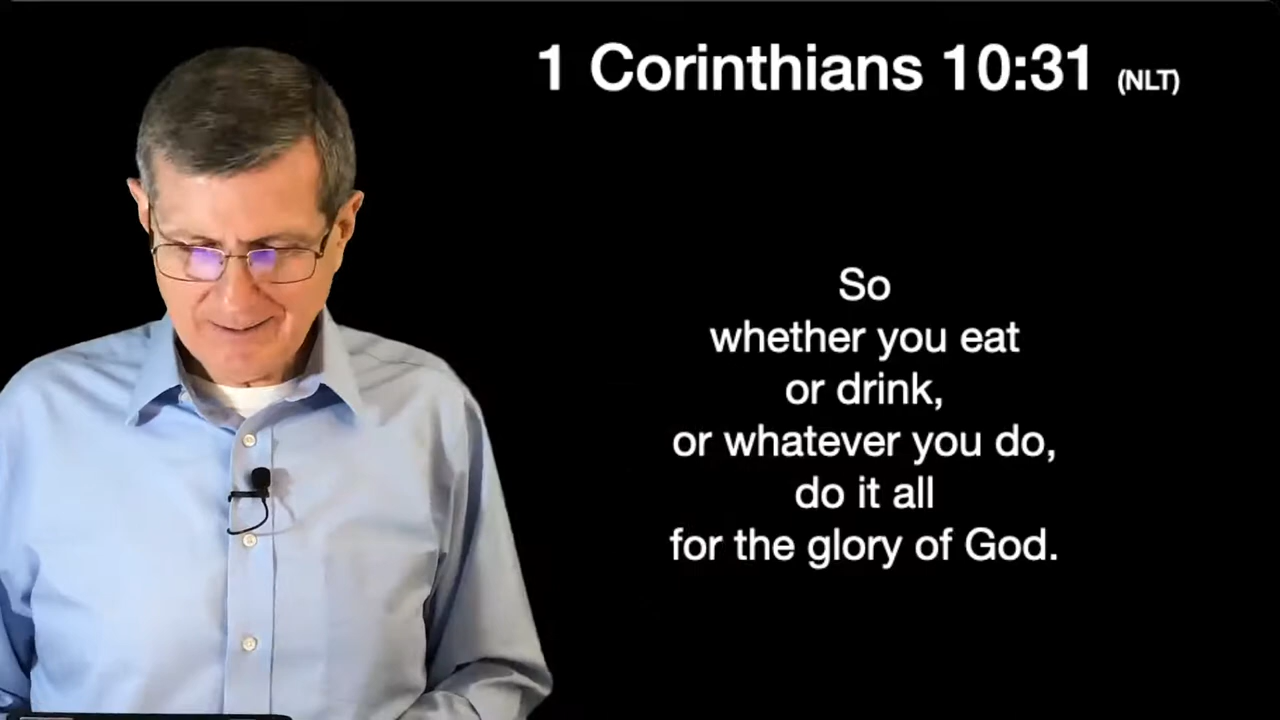 1 Corinthians 10:31 (NLT)
So
whether you eat
or drink,
or whatever you do,
do it all
for the glory of God.